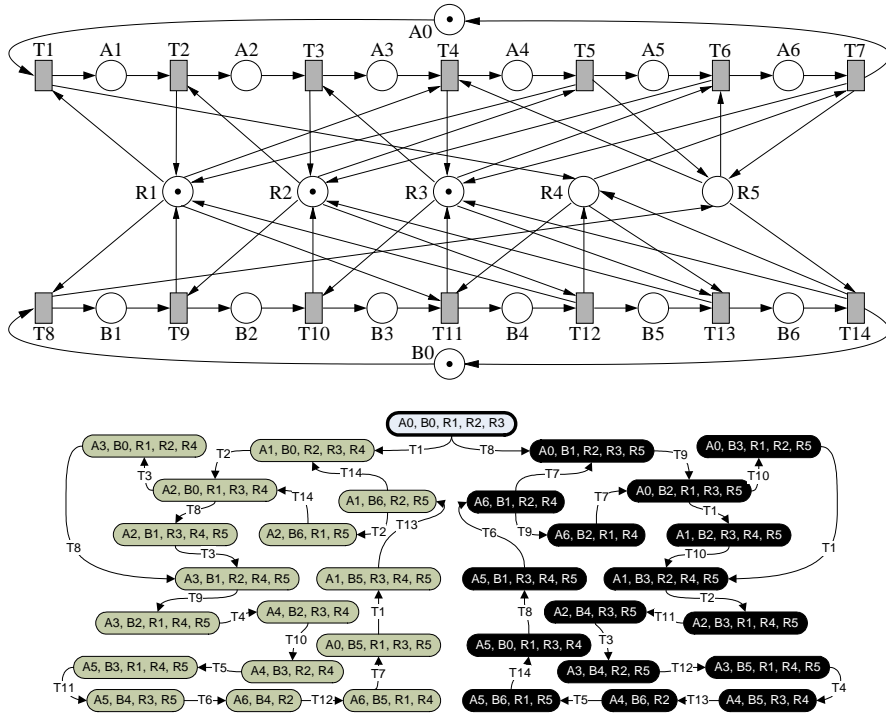 A0
T1 A1 T2 A2 T3 A3 T4 A4 T5 A5 T6 A6 T7
R1 R2 R3 R4 R5
T8 B1 T9 B2 T10 B3 T11 B4 T12 B5 T13 B6 T14
B0
A0, B0, R1, R2, R3
A3, B0, R1, R2, R4
T2
A1, B0, R2, R3, R4
T1
T8
A0, B1, R2, R3, R5
T9
A0, B3, R1, R2, R5
T3
T14
T7
T10
A2, B0, R1, R3, R4
T14
A1, B6, R2, R5
A6, B1, R2, R4
T7
A0, B2, R1, R3, R5
T8
T13
T6
T1
A2, B1, R3, R4, R5
A2, B6, R1, R5
T2
T9
A6, B2, R1, R4
A1, B2, R3, R4, R5
T8
T3
T10
T1
A3, B1, R2, R4, R5
A1, B5, R3, R4, R5
A5, B1, R3, R4, R5
A1, B3, R2, R4, R5
T9
T1
T8
T2
A3, B2, R1, R4, R5
T4
A4, B2, R3, R4
A2, B4, R3, R5
T11
A2, B3, R1, R4, R5
T10
A0, B5, R1, R3, R5
A5, B0, R1, R3, R4
T3
A5, B3, R1, R4, R5
T5
A4, B3, R2, R4
T7
T14
A3, B4, R2, R5
T12
A3, B5, R1, R4, R5
T11
T4
A5, B4, R3, R5
T6
A6, B4, R2
T12
A6, B5, R1, R4
A5, B6, R1, R5
T5
A4, B6, R2
T13
A4, B5, R3, R4